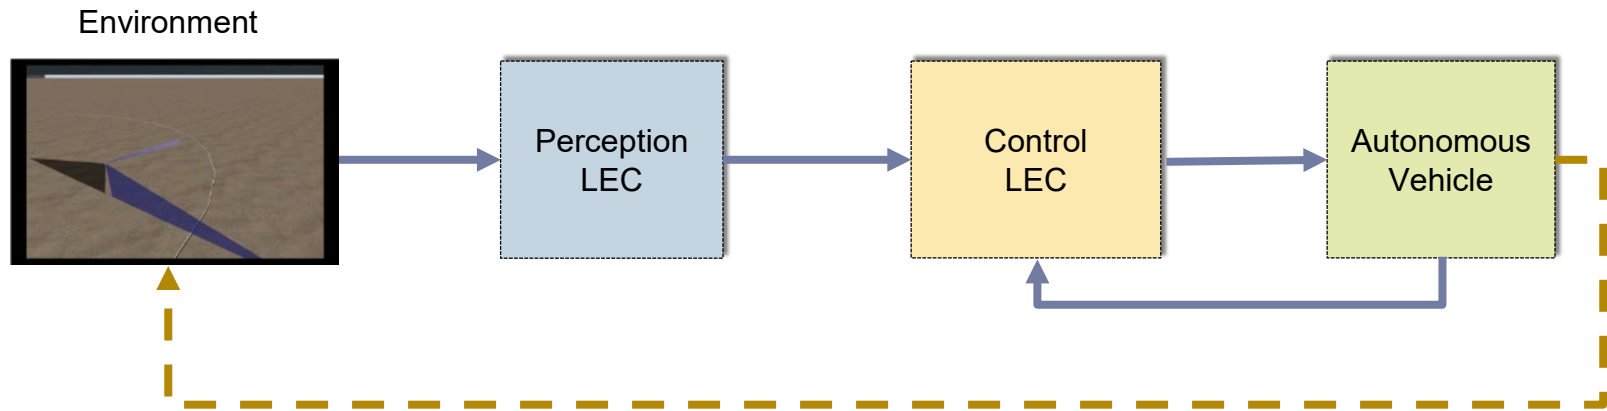 Environment
Perception
LEC
Control
LEC
Autonomous
Vehicle